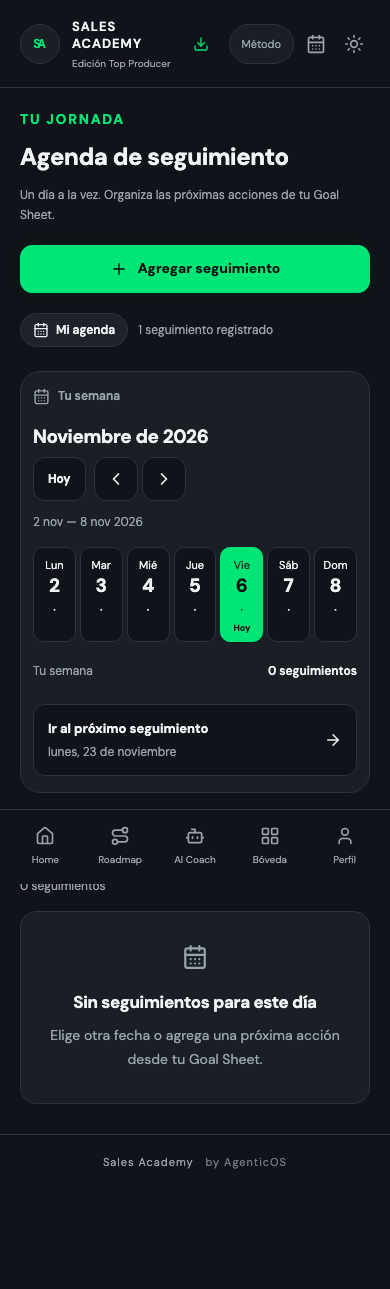 SA
SALES
ACADEMY
Edición Top Producer
Método
TU JORNADA
Agenda de seguimiento
Un día a la vez. Organiza las próximas acciones de tu Goal
Sheet.
Agregar seguimiento
Mi agenda
1 seguimiento registrado
Tu semana
Noviembre de 2026
Hoy
2 nov — 8 nov 2026
Lun Mar Mié Jue Vie Sáb Dom
2 3 4 5 6 7 8
· · · · · · ·
Hoy
Tu semana 0 seguimientos
Ir al próximo seguimiento
lunes, 23 de noviembre
Home Roadmap AI Coach Bóveda Perfil
0 seguimientos
Sin seguimientos para este día
Elige otra fecha o agrega una próxima acción
desde tu Goal Sheet.
Sales Academy by AgenticOS